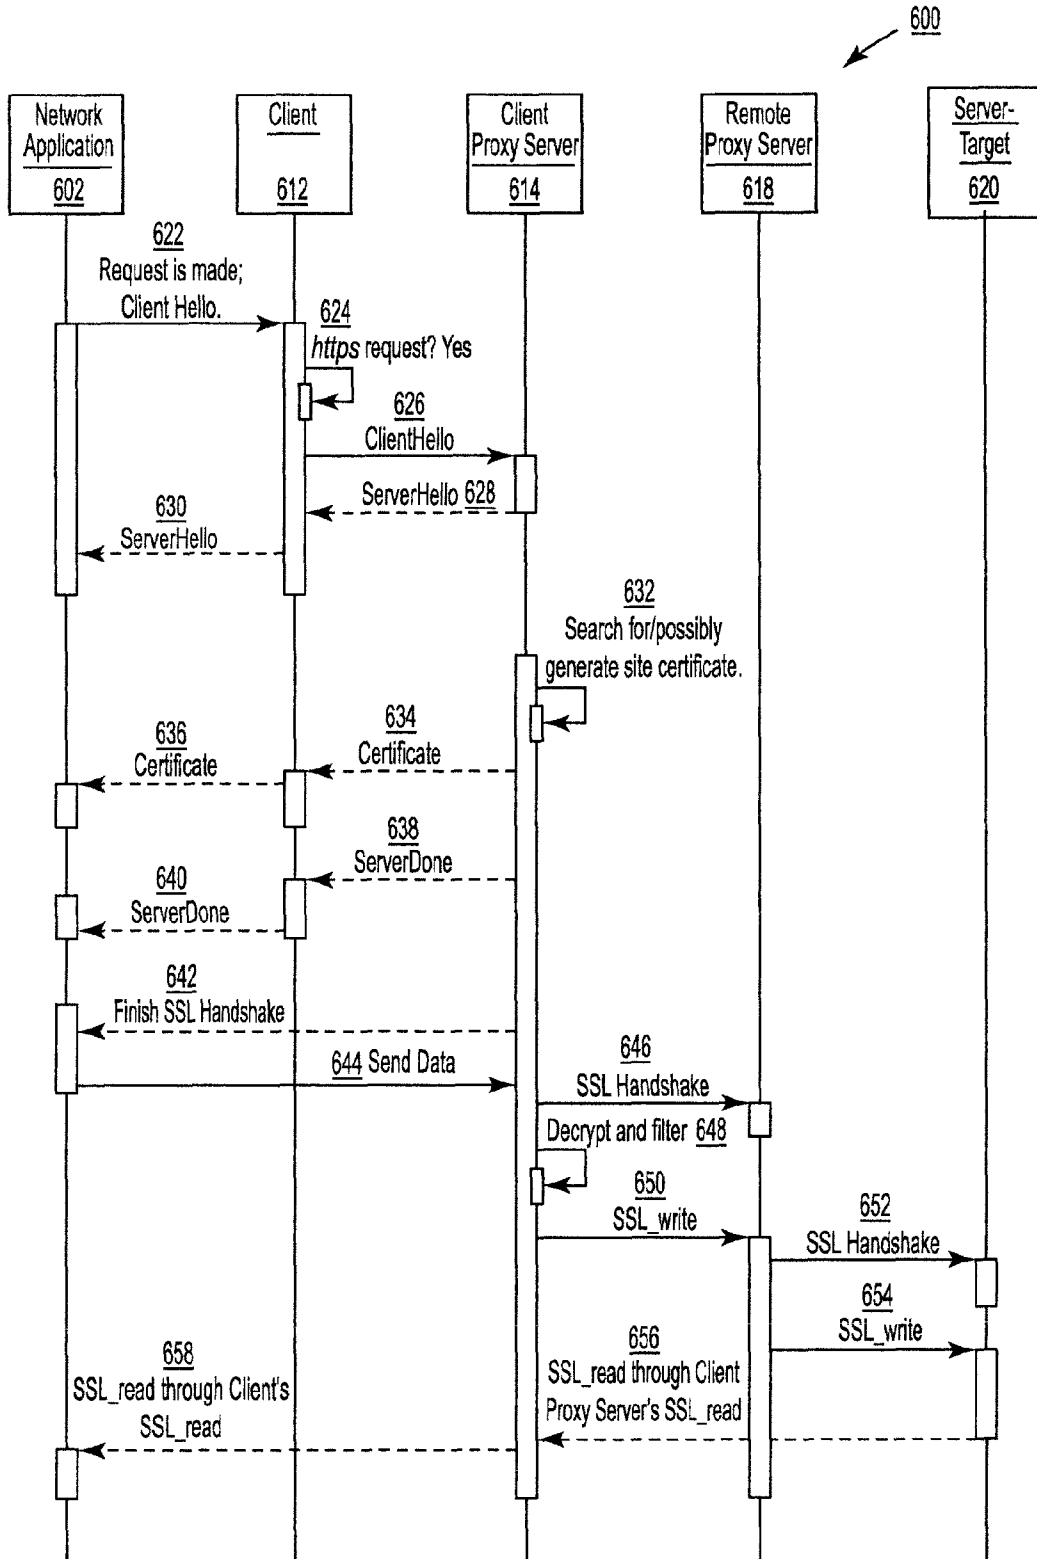 600
Network
Application
602
Client
612
Client
Proxy Server
614
Remote
Proxy Server
618
Server-
Target
620
622
Request is made;
Client Hello.
624
https request? Yes
626
ClientHello
ServerHello 628
630
ServerHello
632
Search for/possibly
generate site certificate.
634
Certificate
636
Certificate
638
ServerDone
640
ServerDone
642
Finish SSL Handshake
644 Send Data
646
SSL Handshake
Decrypt and filter 648
650
SSL_write
652
SSL Handshake
654
SSL_write
656
SSL_read through Client
Proxy Server's SSL_read
658
SSL_read through Client's
SSL_read